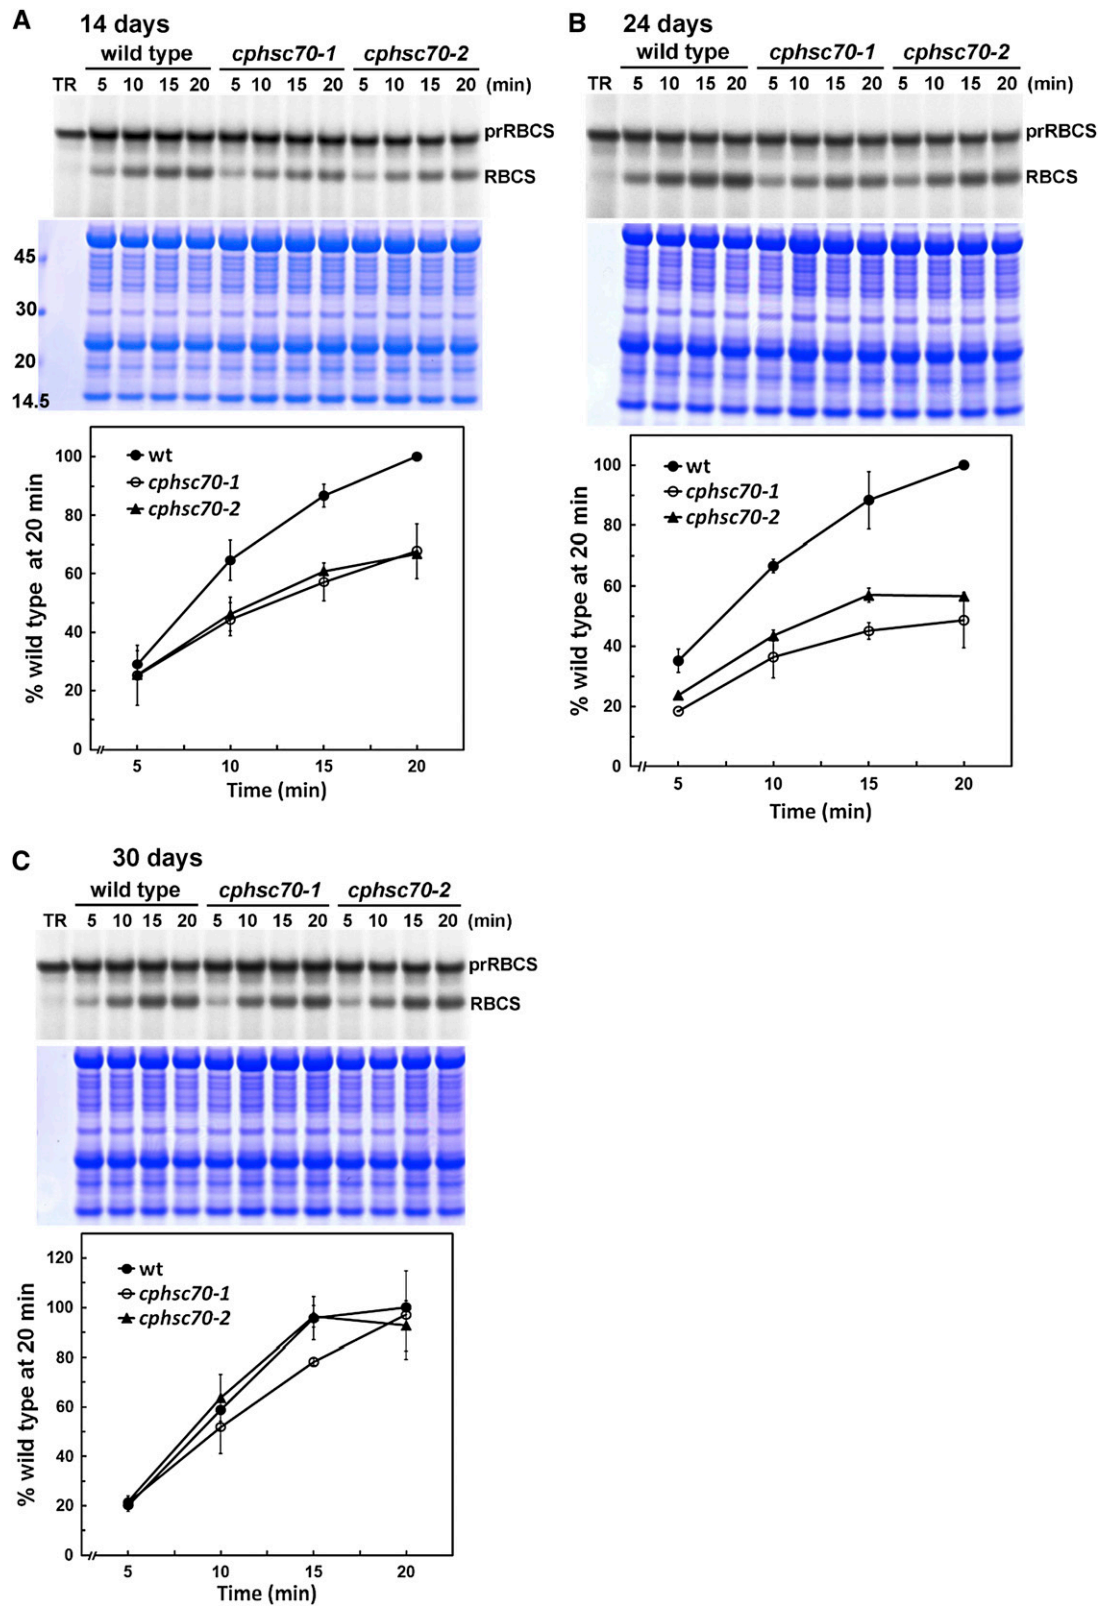 A 14 days
wild type cphsc70-1 cphsc70-2
TR 5 10 15 20 5 10 15 20 5 10 15 20 (min)
prRBCS
RBCS
45
30
20
14.5
100
80
60
40
20
0
wt
cphsc70-1
cphsc70-2
% wild type at 20 min
5 10 15 20
Time (min)
B 24 days
wild type cphsc70-1 cphsc70-2
TR 5 10 15 20 5 10 15 20 5 10 15 20 (min)
prRBCS
RBCS
100
80
60
40
20
0
wt
cphsc70-1
cphsc70-2
% wild type at 20 min
5 10 15 20
Time (min)
C 30 days
wild type cphsc70-1 cphsc70-2
TR 5 10 15 20 5 10 15 20 5 10 15 20 (min)
prRBCS
RBCS
120
100
80
60
40
20
0
wt
cphsc70-1
cphsc70-2
% wild type at 20 min
5 10 15 20
Time (min)